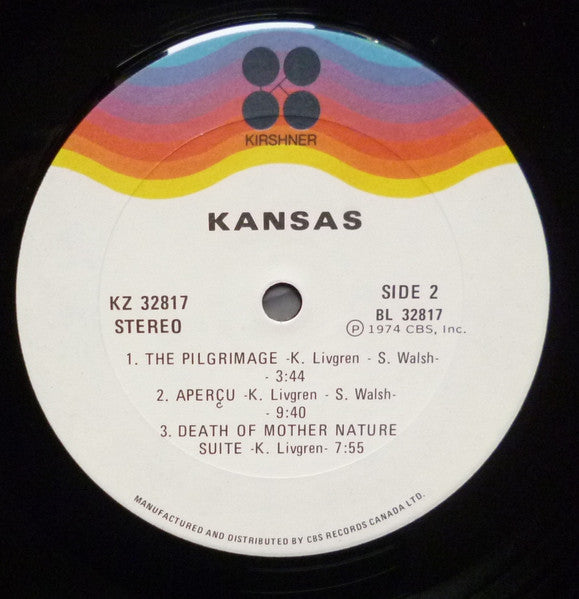 KIRSHNER
KANSAS
KZ 32817
STEREO
SIDE 2
BL 32817
Ⓟ 1974 CBS, Inc.
1. THE PILGRIMAGE -K. Livgren - S. Walsh-
- 3:44
2. APERÇU -K. Livgren - S. Walsh-
- 9:40
3. DEATH OF MOTHER NATURE
SUITE -K. Livgren- 7:55
MANUFACTURED AND DISTRIBUTED BY CBS RECORDS CANADA LTD.